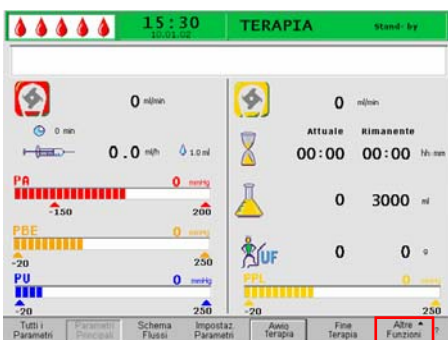 15:30 TERAPIA Stand-by
10.01.02
0 ml/min
0 ml/min
0 min
Attuale Rimanente
0.0 ml/h 1.0 ml
00:00 00:00 hh:mm
PA 0 mmHg
-150 200
0 3000 ml
PBE 0 mmHg
-20 250
UF 0 0 g
PU 0 mmHg
PPL 0 mmHg
-20 250
-20 250
Tutti i Parametri
Parametri Principali
Schema Flussi
Impostaz. Parametri
Avvio Terapia
Fine Terapia
Altre Funzioni
?